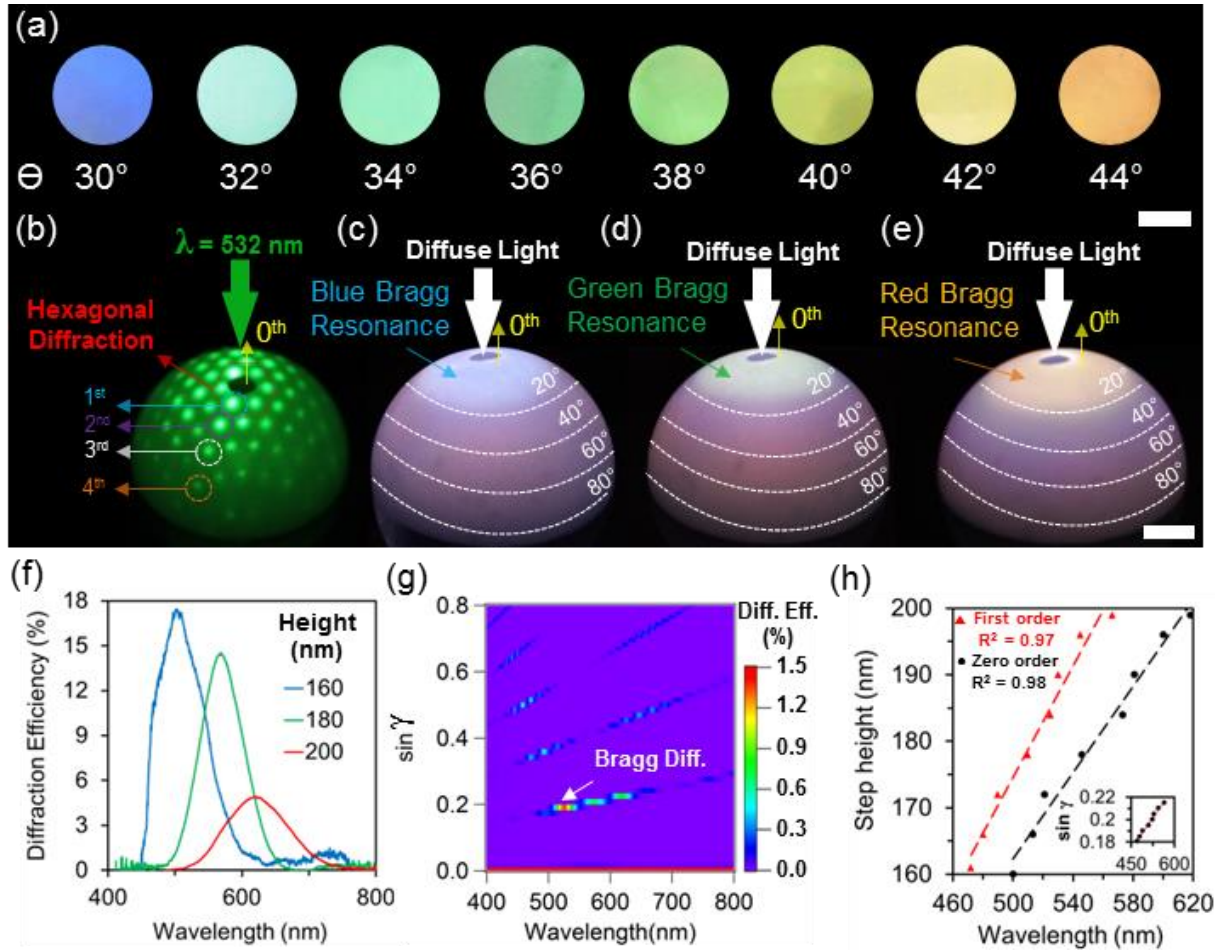 (a)
Θ 30° 32° 34° 36° 38° 40° 42° 44°
(b)
λ = 532 nm
Hexagonal
Diffraction
0th
1st
2nd
3rd
4th
(c)
Diffuse Light
Blue Bragg
Resonance
0th
20°
40°
60°
80°
(d)
Diffuse Light
Green Bragg
Resonance
0th
20°
40°
60°
80°
(e)
Diffuse Light
Red Bragg
Resonance
0th
20°
40°
60°
80°
(f)
Diffraction Efficiency (%)
18
15
12
9
6
3
0
Height
(nm)
160
180
200
400 500 600 700 800
Wavelength (nm)
(g)
sin γ
0.8
0.6
0.4
0.2
0.0
Bragg Diff.
400 500 600 700 800
Wavelength(nm)
Diff. Eff.
(%)
1.5
1.2
0.9
0.6
0.3
0.0
(h)
Step height (nm)
200
190
180
170
160
First order
R² = 0.97
Zero order
R² = 0.98
sin γ
0.22
0.2
0.18
450 600
460 500 540 580 620
Wavelength (nm)